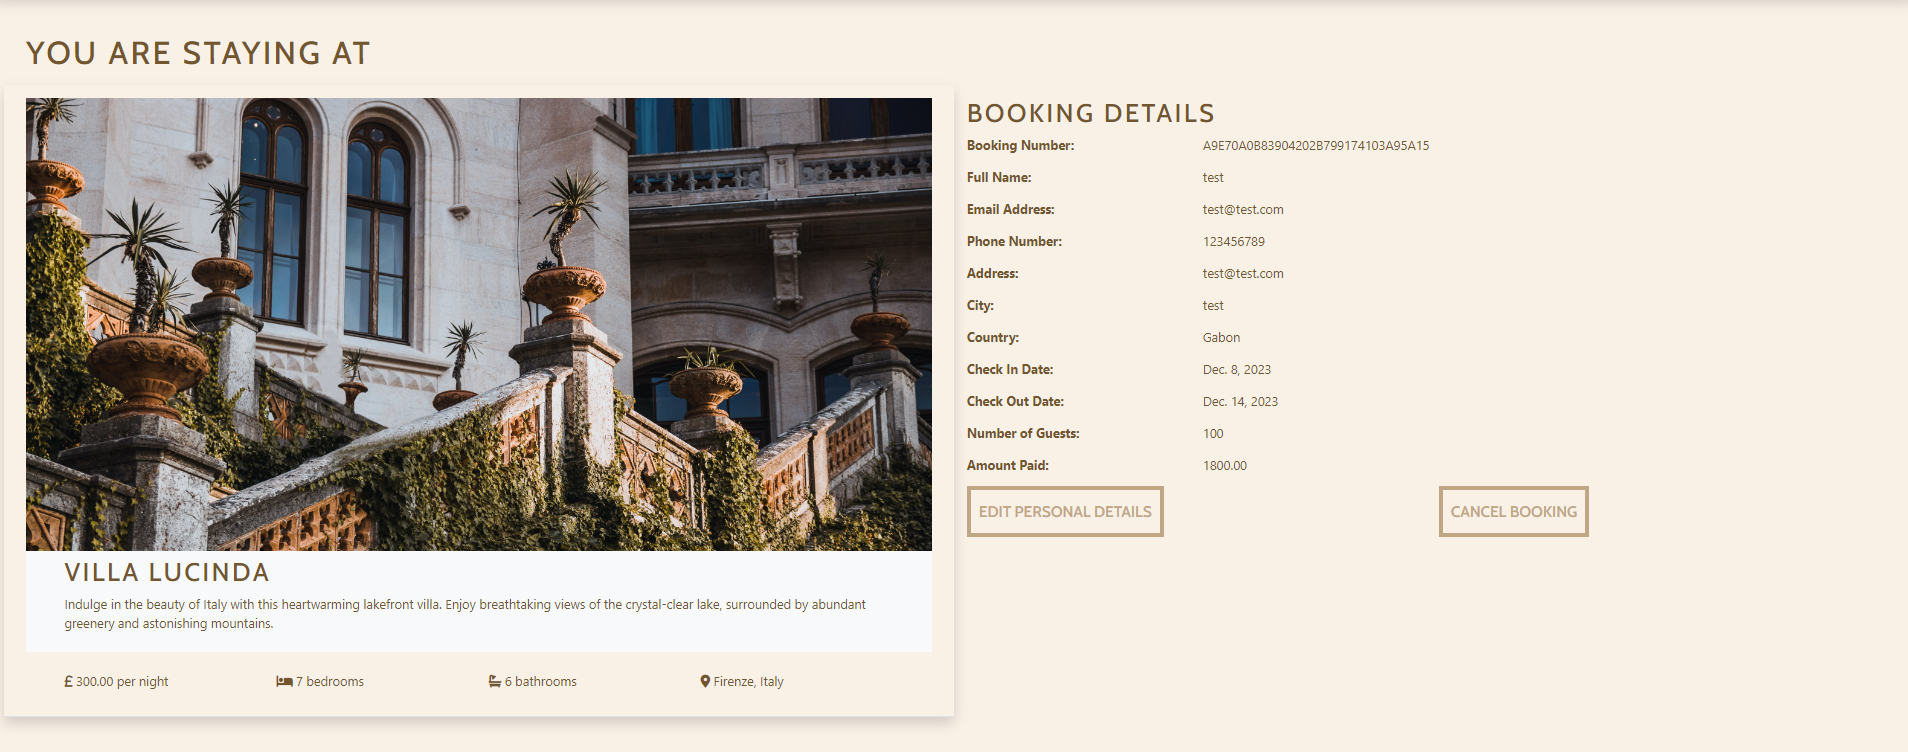 YOU ARE STAYING AT
VILLA LUCINDA
Indulge in the beauty of Italy with this heartwarming lakefront villa. Enjoy breathtaking views of the crystal-clear lake, surrounded by abundant
greenery and astonishing mountains.
£ 300.00 per night
7 bedrooms
6 bathrooms
Firenze, Italy
BOOKING DETAILS
Booking Number: A9E70A0B83904202B799174103A95A15
Full Name: test
Email Address: test@test.com
Phone Number: 123456789
Address: test@test.com
City: test
Country: Gabon
Check In Date: Dec. 8, 2023
Check Out Date: Dec. 14, 2023
Number of Guests: 100
Amount Paid: 1800.00
EDIT PERSONAL DETAILS
CANCEL BOOKING